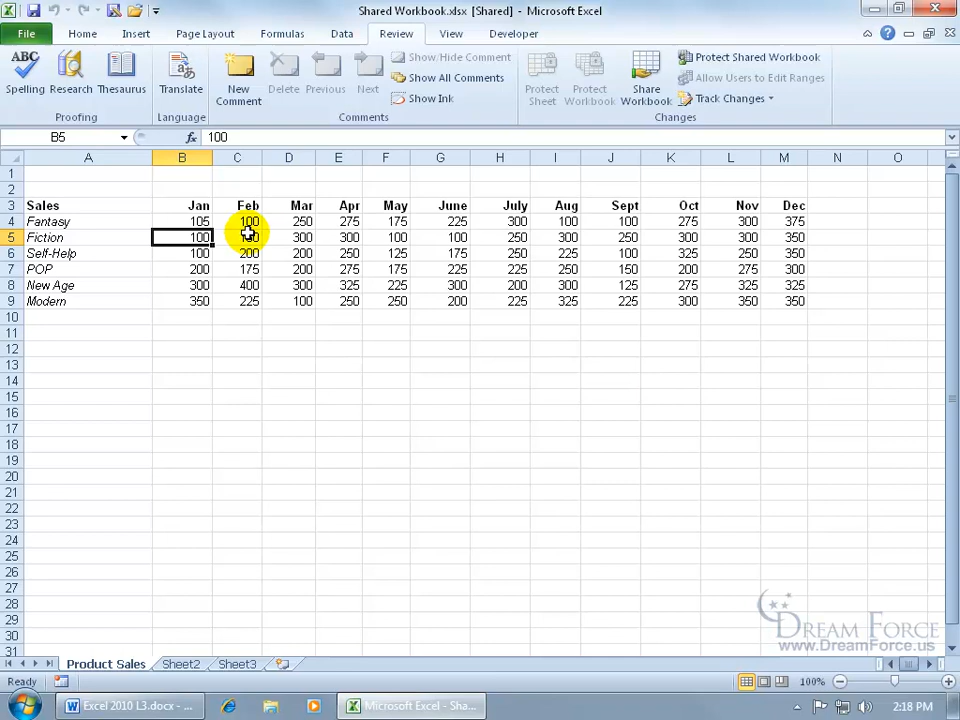 Shared Workbook.xlsx [Shared] - Microsoft Excel
File Home Insert Page Layout Formulas Data Review View Developer
ABC Spelling Research Thesaurus
Proofing
Translate
Language
New Comment Delete Previous Next
Show/Hide Comment
Show All Comments
Show Ink
Comments
Protect Sheet Protect Workbook Share Workbook
Protect Shared Workbook
Allow Users to Edit Ranges
Track Changes
Changes
B5 fx 100
A B C D E F G H I J K L M N O
1
2
3 Sales Jan Feb Mar Apr May June July Aug Sept Oct Nov Dec
4 Fantasy 105 100 250 275 175 225 300 100 100 275 300 375
5 Fiction 100 300 300 100 100 250 300 250 300 300 350
6 Self-Help 100 200 200 250 125 175 250 225 100 325 250 350
7 POP 200 175 200 275 175 225 225 250 150 200 275 300
8 New Age 300 400 300 325 225 300 200 300 125 275 325 325
9 Modern 350 225 100 250 250 200 225 325 225 300 350 350
10
11
12
13
14
15
16
17
18
19
20
21
22
23
24
25
26
27
28
29
30
31
DREAM FORCE
www.DreamForce.us
Product Sales Sheet2 Sheet3
Ready 100%
Excel 2010 L3.docx - ... Microsoft Excel - Sha... 2:18 PM